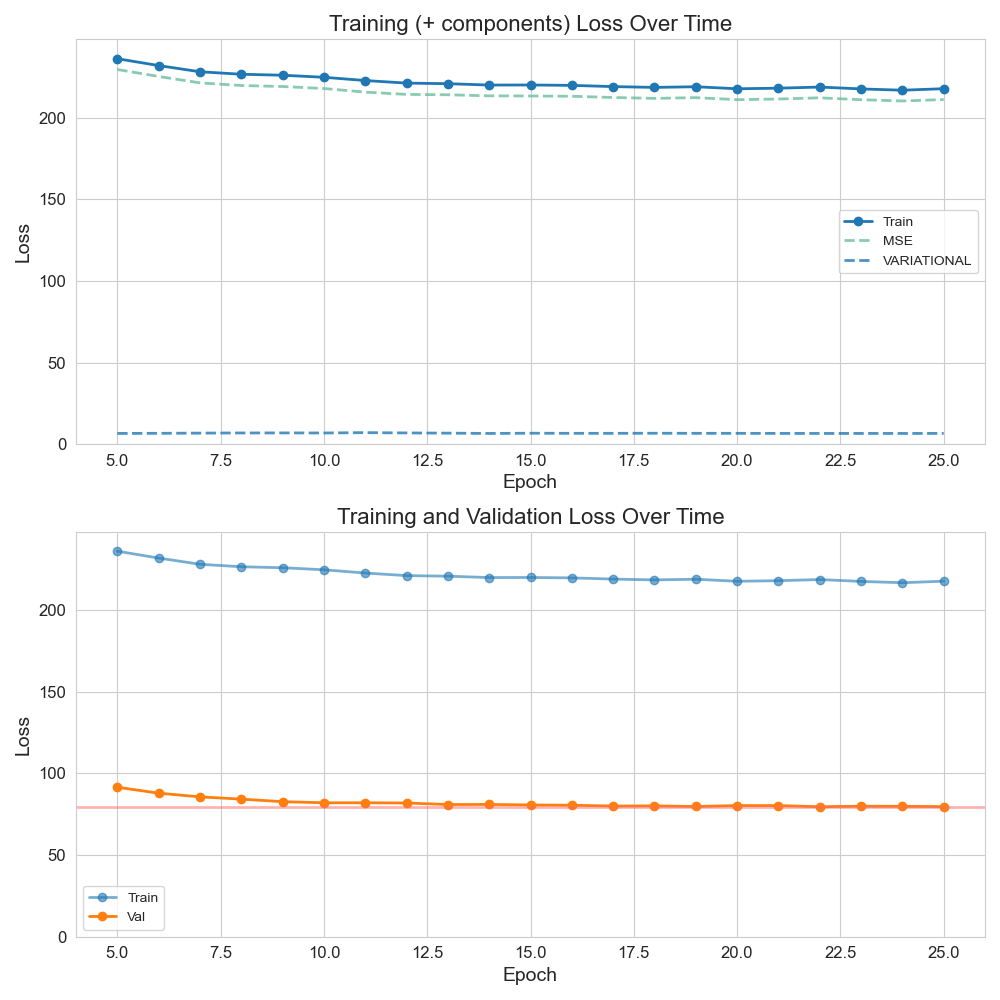 Training (+ components) Loss Over Time
Loss
200
150
100
50
0
Train
MSE
VARIATIONAL
5.0 7.5 10.0 12.5 15.0 17.5 20.0 22.5 25.0
Epoch
Training and Validation Loss Over Time
Loss
200
150
100
50
0
Train
Val
5.0 7.5 10.0 12.5 15.0 17.5 20.0 22.5 25.0
Epoch